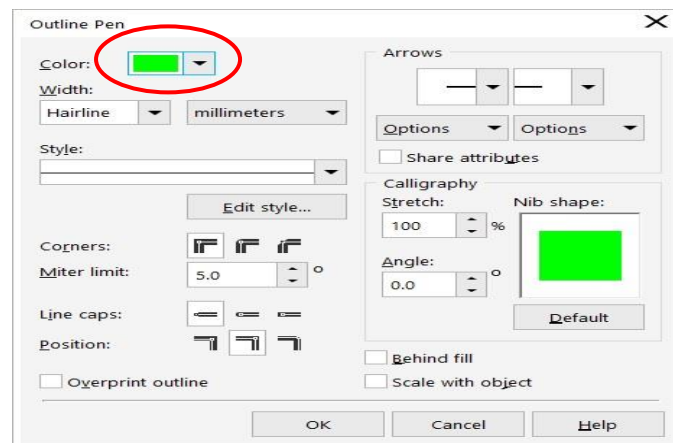 Outline Pen
Color:
Width:
Hairline millimeters
Style:
Edit style...
Corners:
Miter limit: 5.0 °
Line caps:
Position:
Overprint outline
Arrows
Options Options
Share attributes
Calligraphy
Stretch: Nib shape:
100 %
Angle:
0.0 °
Default
Behind fill
Scale with object
OK Cancel Help